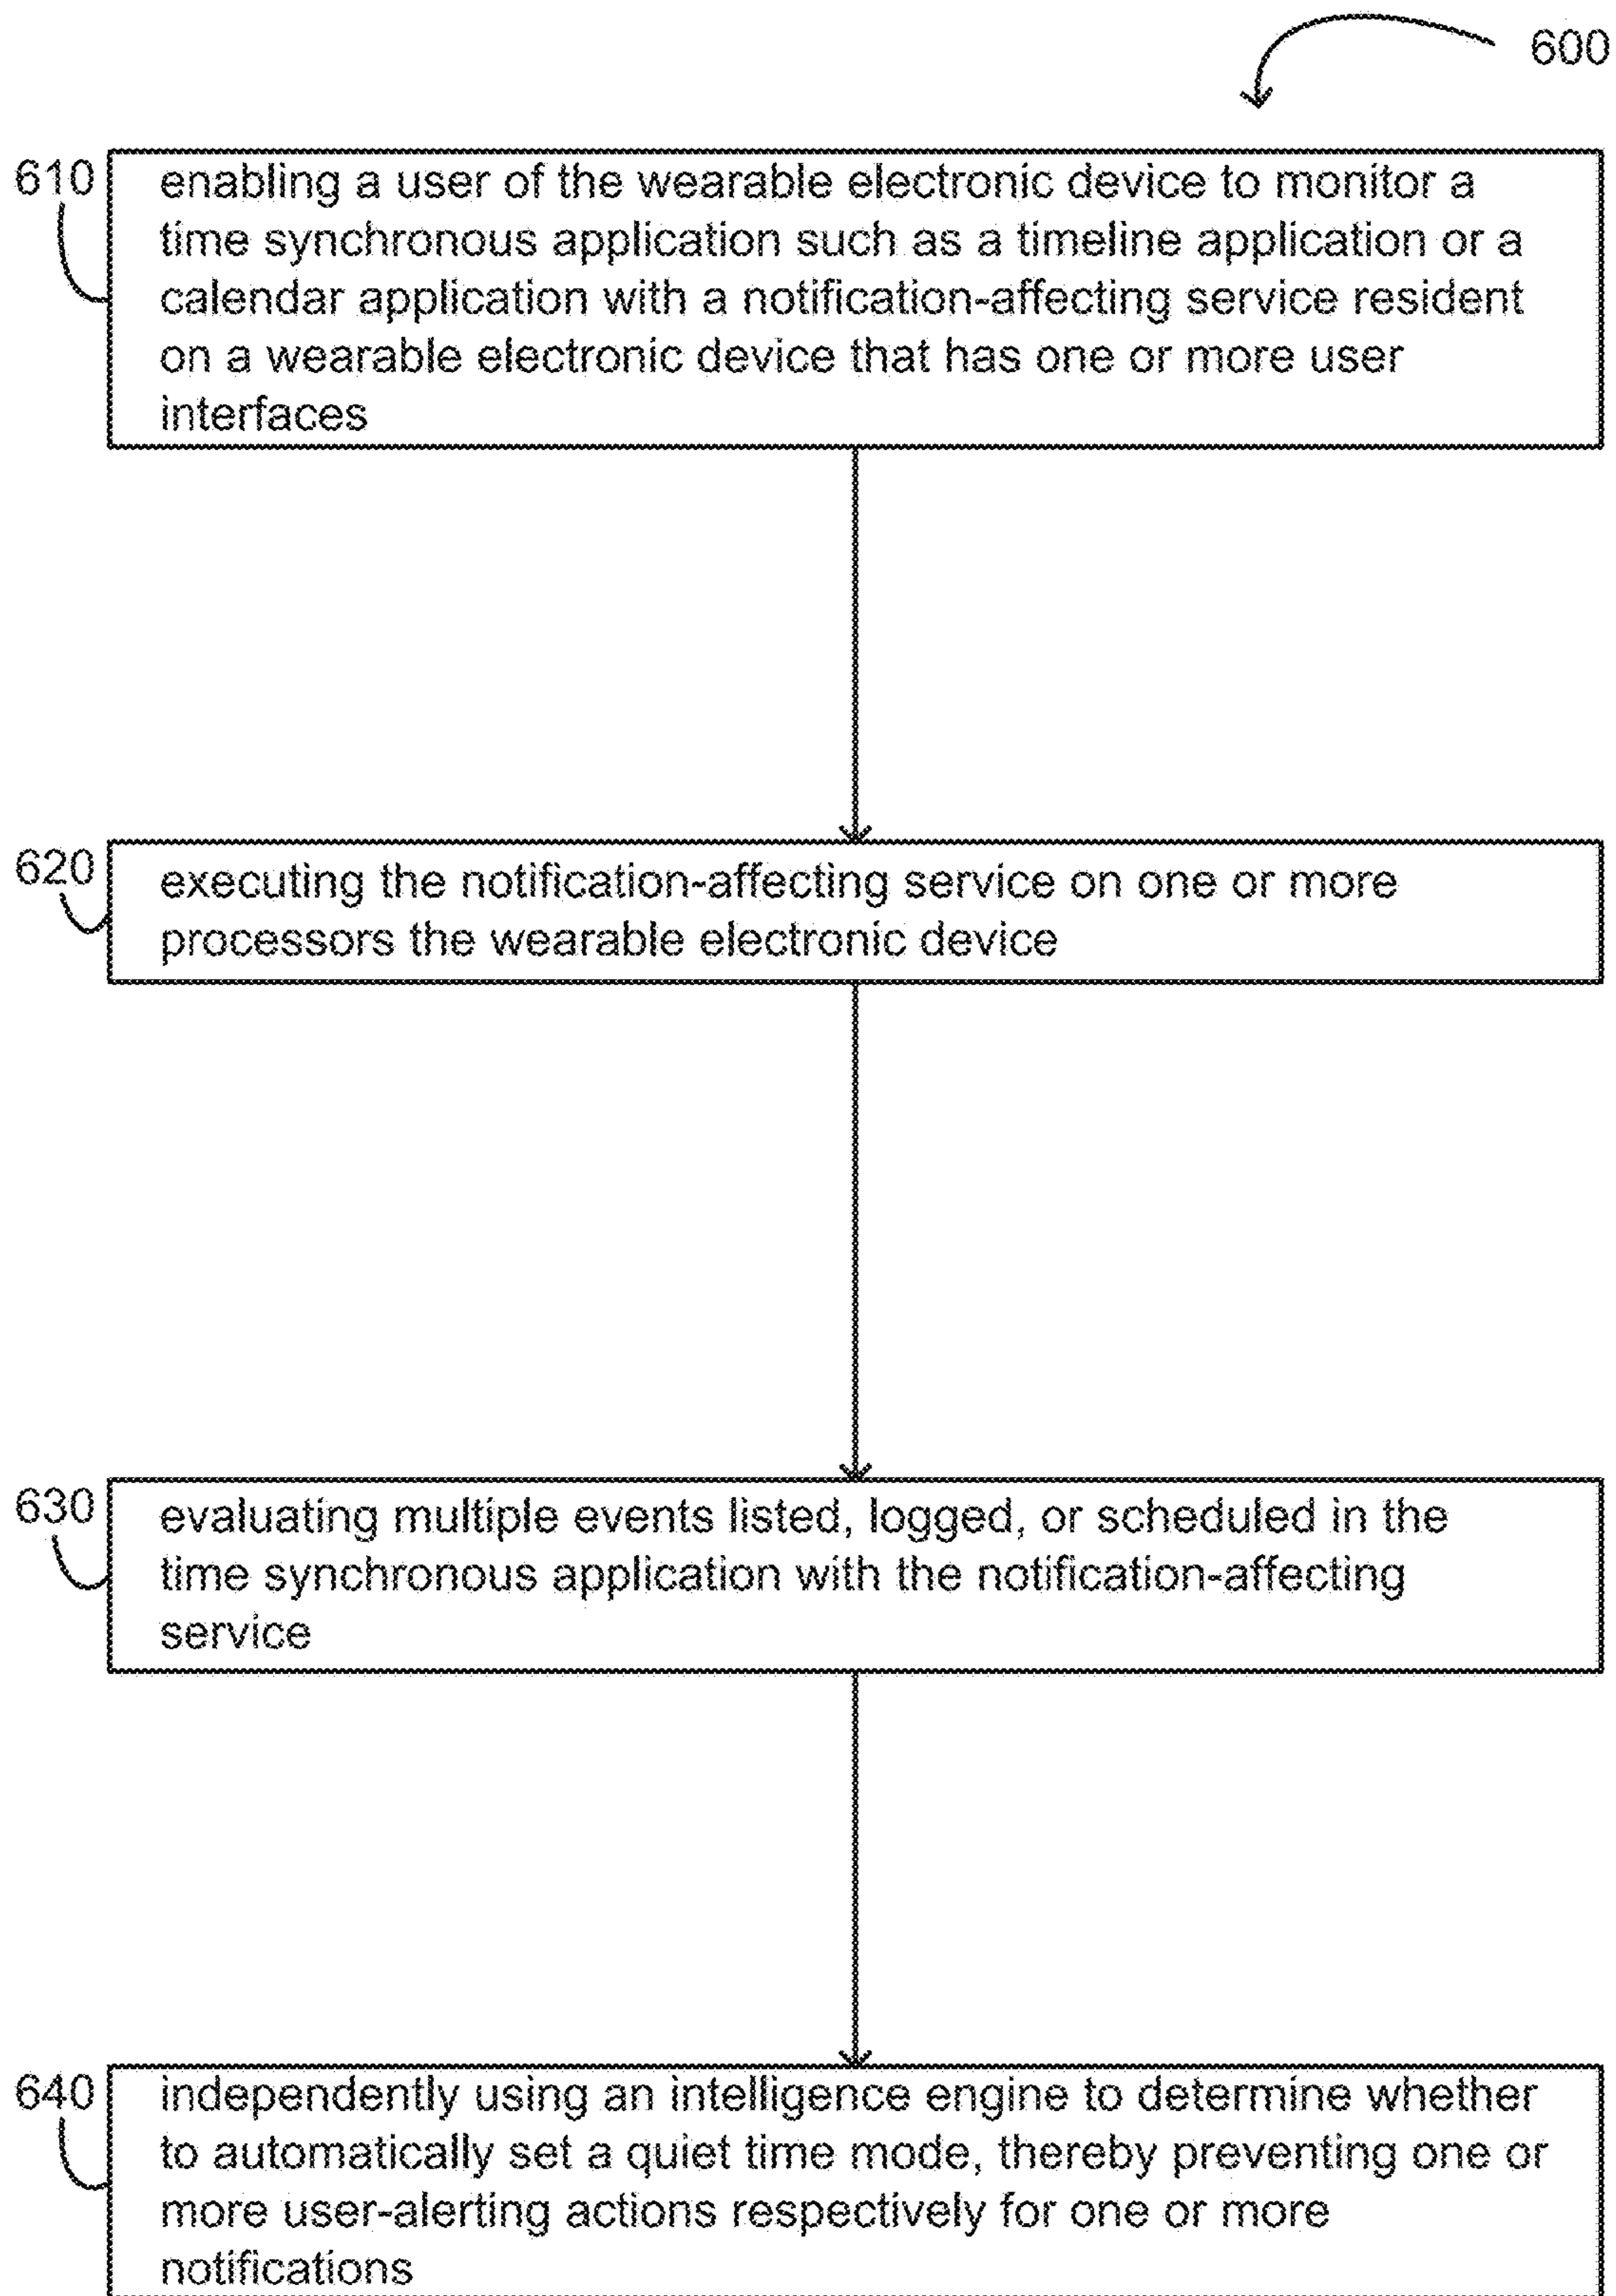 600
610
enabling a user of the wearable electronic device to monitor a
time synchronous application such as a timeline application or a
calendar application with a notification-affecting service resident
on a wearable electronic device that has one or more user
interfaces
620
executing the notification-affecting service on one or more
processors the wearable electronic device
630
evaluating multiple events listed, logged, or scheduled in the
time synchronous application with the notification-affecting
service
640
independently using an intelligence engine to determine whether
to automatically set a quiet time mode, thereby preventing one or
more user-alerting actions respectively for one or more
notifications